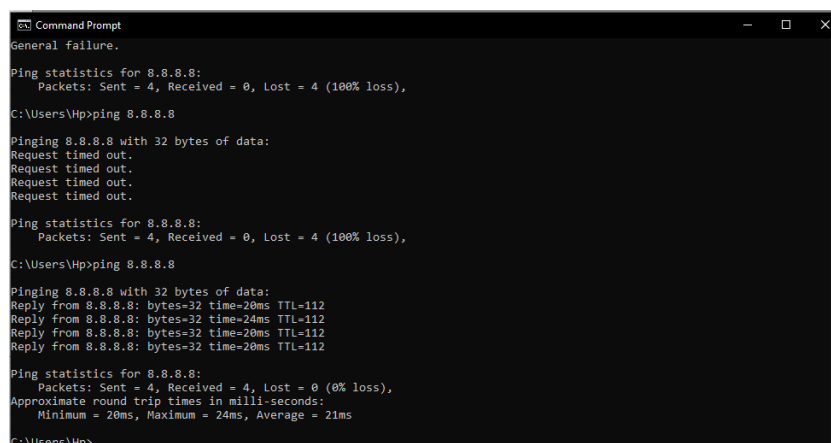 Command Prompt
General failure.
Ping statistics for 8.8.8.8:
Packets: Sent = 4, Received = 0, Lost = 4 (100% loss),
C:\Users\Hp>ping 8.8.8.8
Pinging 8.8.8.8 with 32 bytes of data:
Request timed out.
Request timed out.
Request timed out.
Request timed out.
Ping statistics for 8.8.8.8:
Packets: Sent = 4, Received = 0, Lost = 4 (100% loss),
C:\Users\Hp>ping 8.8.8.8
Pinging 8.8.8.8 with 32 bytes of data:
Reply from 8.8.8.8: bytes=32 time=20ms TTL=112
Reply from 8.8.8.8: bytes=32 time=24ms TTL=112
Reply from 8.8.8.8: bytes=32 time=20ms TTL=112
Reply from 8.8.8.8: bytes=32 time=20ms TTL=112
Ping statistics for 8.8.8.8:
Packets: Sent = 4, Received = 4, Lost = 0 (0% loss),
Approximate round trip times in milli-seconds:
Minimum = 20ms, Maximum = 24ms, Average = 21ms
C:\Users\Hp>